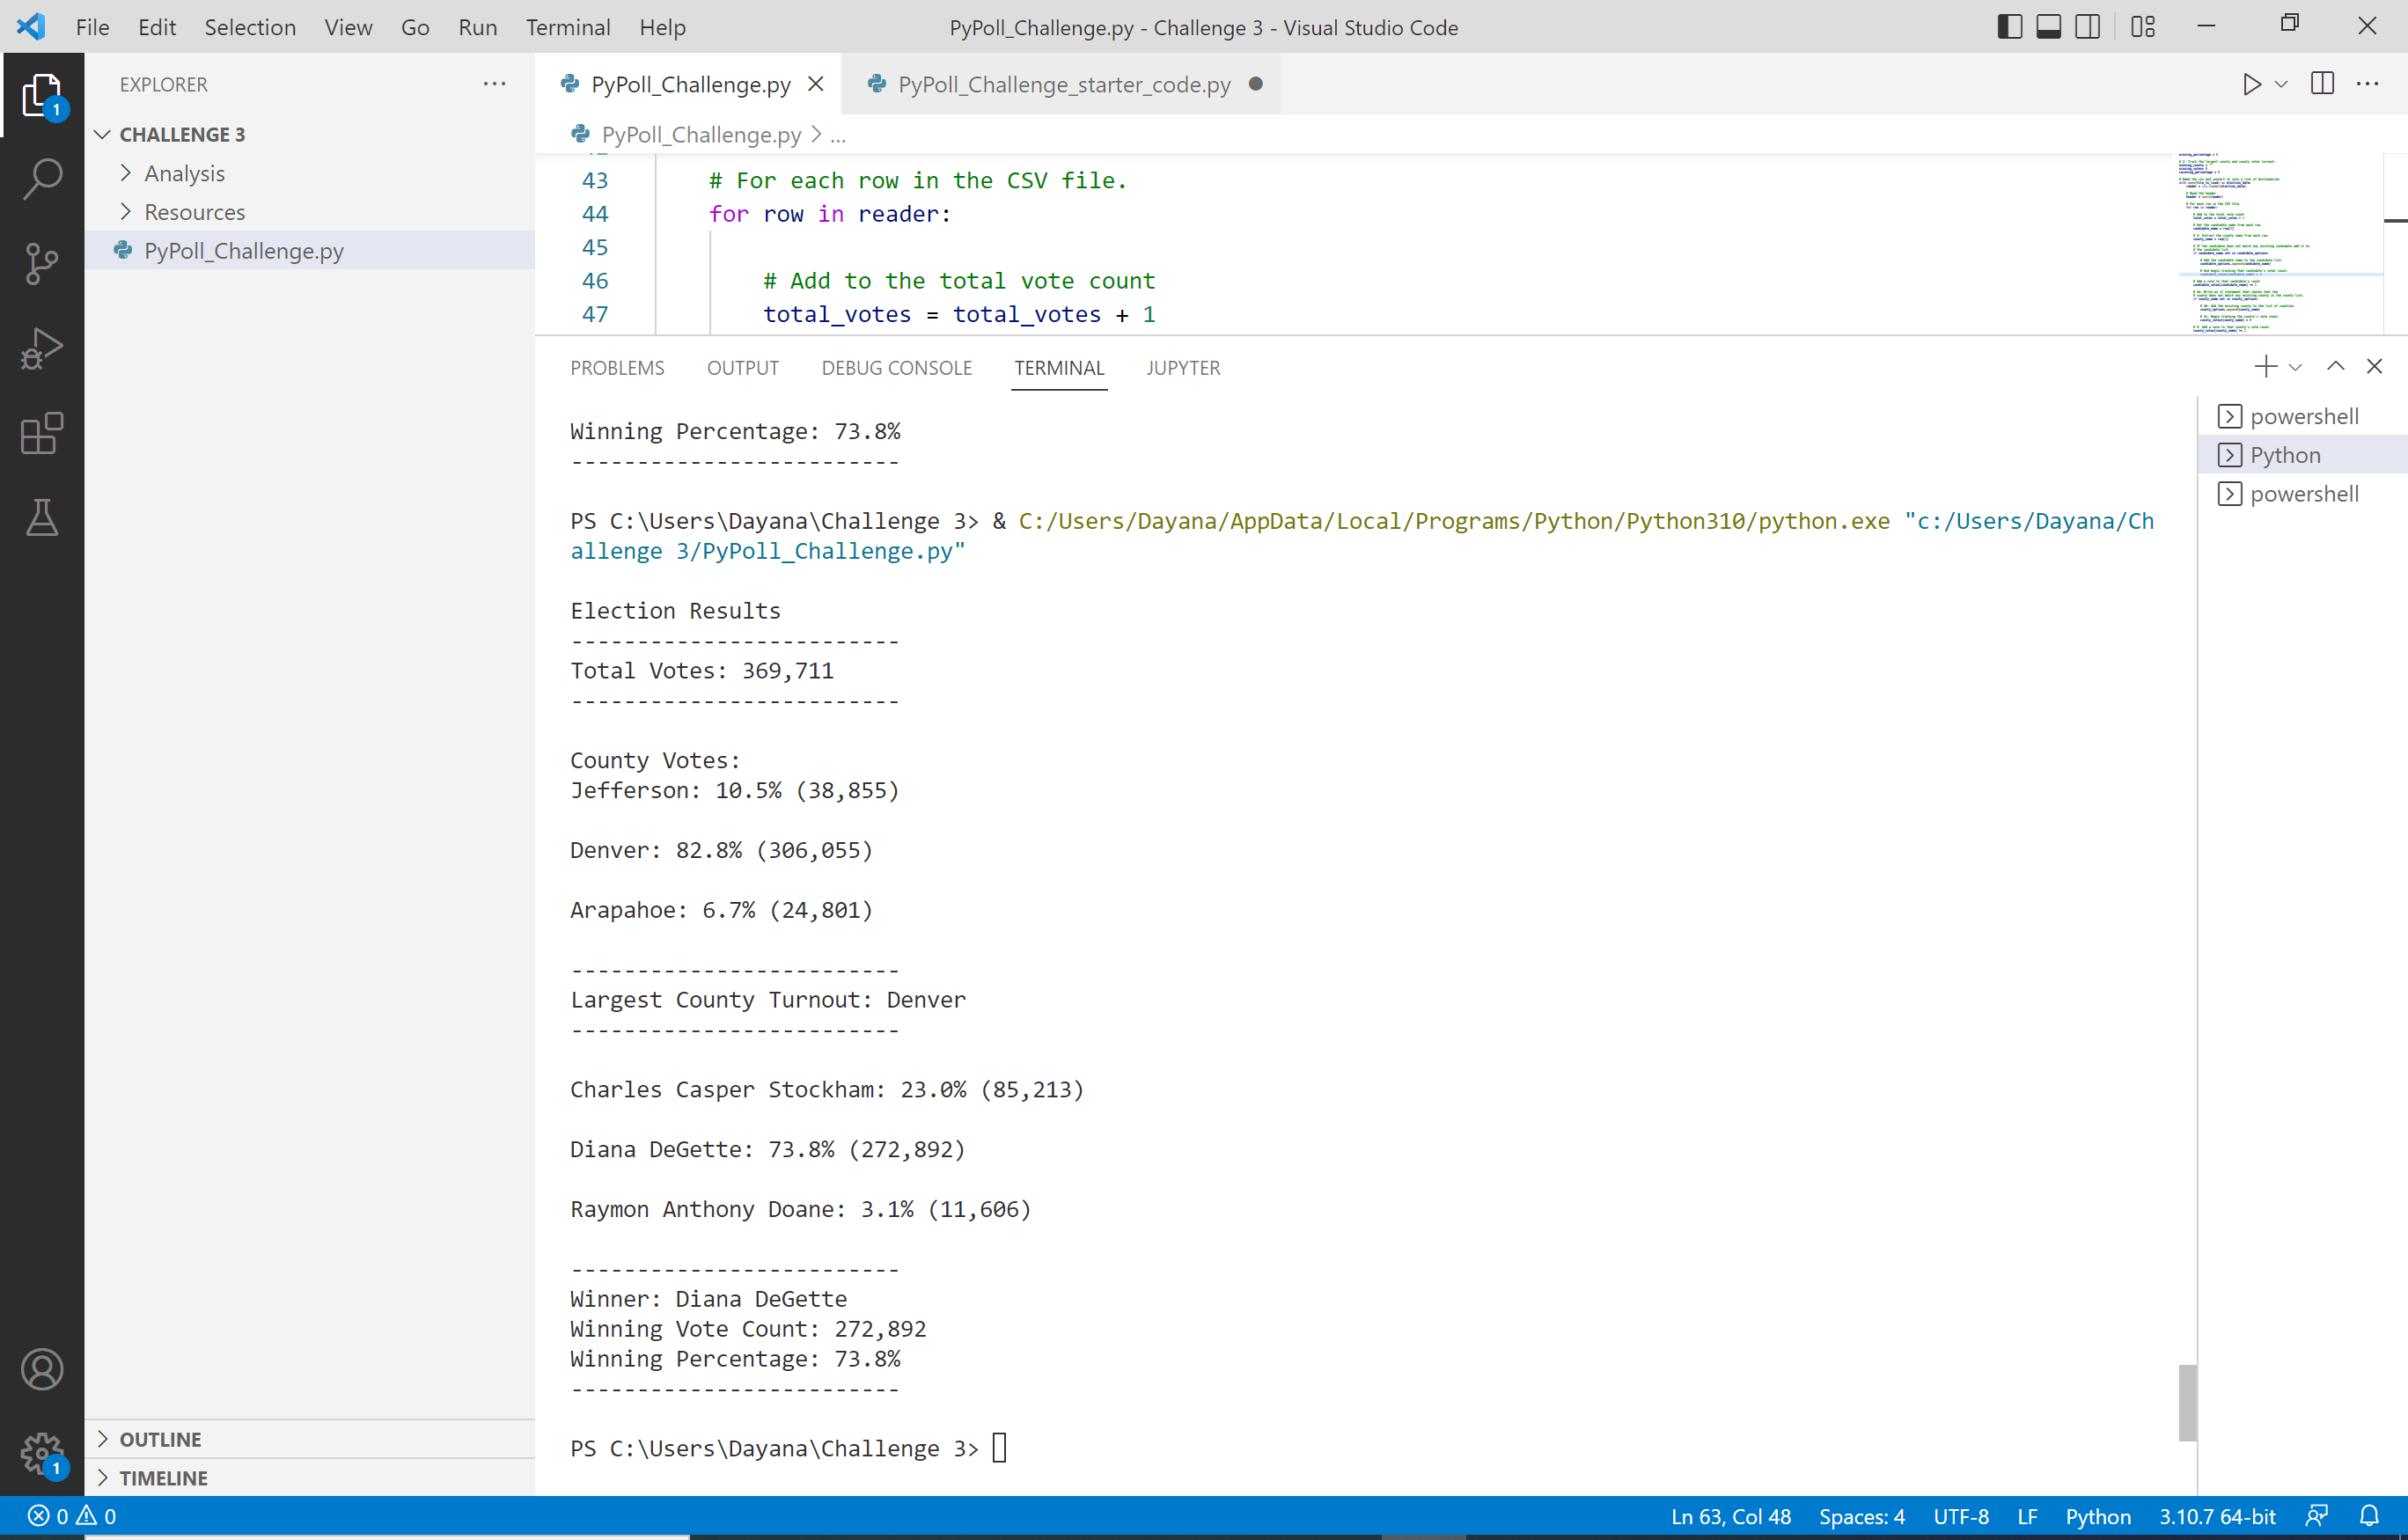 File Edit Selection View Go Run Terminal Help PyPoll_Challenge.py - Challenge 3 - Visual Studio Code
EXPLORER
1
CHALLENGE 3
Analysis
Resources
PyPoll_Challenge.py
OUTLINE
1
TIMELINE
PyPoll_Challenge.py PyPoll_Challenge_starter_code.py
PyPoll_Challenge.py > ...
43 # For each row in the CSV file.
44 for row in reader:
45
46 # Add to the total vote count
47 total_votes = total_votes + 1
PROBLEMS OUTPUT DEBUG CONSOLE TERMINAL JUPYTER
Winning Percentage: 73.8%
-------------------------
PS C:\Users\Dayana\Challenge 3> & C:/Users/Dayana/AppData/Local/Programs/Python/Python310/python.exe "c:/Users/Dayana/Ch
allenge 3/PyPoll_Challenge.py"
Election Results
-------------------------
Total Votes: 369,711
-------------------------
County Votes:
Jefferson: 10.5% (38,855)
Denver: 82.8% (306,055)
Arapahoe: 6.7% (24,801)
-------------------------
Largest County Turnout: Denver
-------------------------
Charles Casper Stockham: 23.0% (85,213)
Diana DeGette: 73.8% (272,892)
Raymon Anthony Doane: 3.1% (11,606)
-------------------------
Winner: Diana DeGette
Winning Vote Count: 272,892
Winning Percentage: 73.8%
-------------------------
PS C:\Users\Dayana\Challenge 3>
powershell
Python
powershell
0 0 Ln 63, Col 48 Spaces: 4 UTF-8 LF Python 3.10.7 64-bit